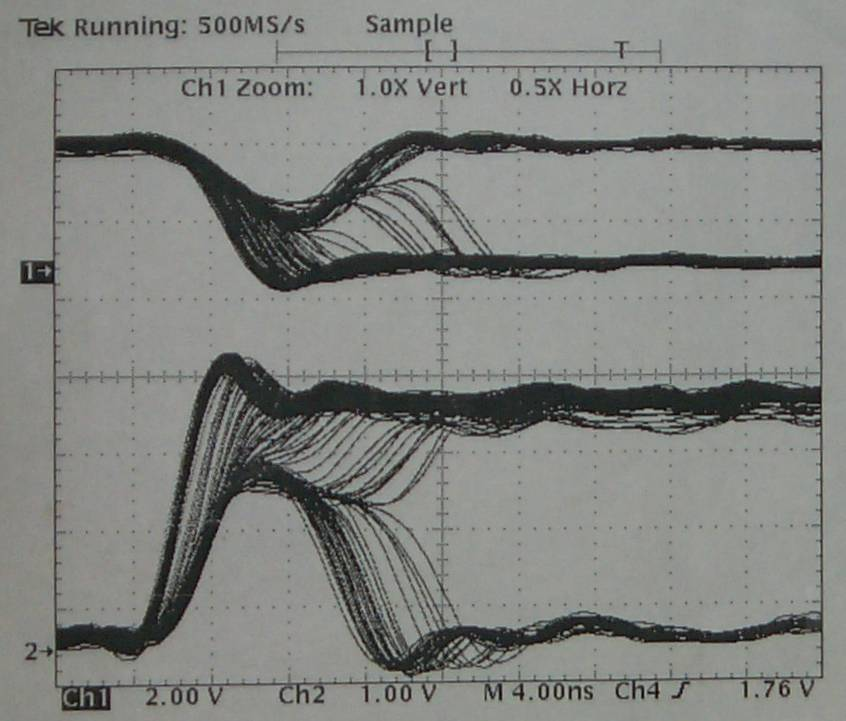 Tek Running: 500MS/s Sample
[ ] T
Ch1 Zoom: 1.0X Vert 0.5X Horz
1→
2→
Ch1 2.00 V Ch2 1.00 V M 4.00ns Ch4 ƒ 1.76 V